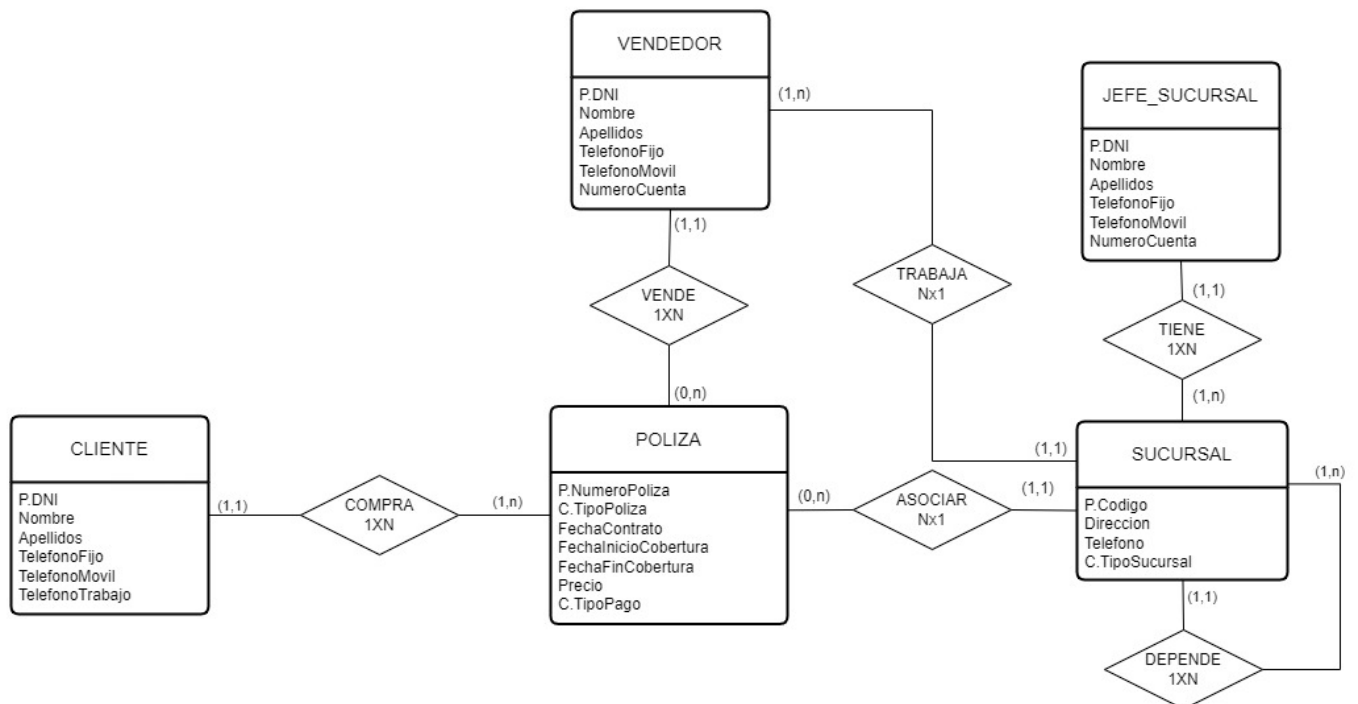 VENDEDOR
P.DNI
Nombre
Apellidos
TelefonoFijo
TelefonoMovil
NumeroCuenta
(1,n)
(1,1)
JEFE_SUCURSAL
P.DNI
Nombre
Apellidos
TelefonoFijo
TelefonoMovil
NumeroCuenta
(1,1)
VENDE
1XN
TRABAJA
Nx1
TIENE
1XN
(0,n)
(1,n)
CLIENTE
P.DNI
Nombre
Apellidos
TelefonoFijo
TelefonoMovil
TelefonoTrabajo
(1,1)
COMPRA
1XN
(1,n)
POLIZA
P.NumeroPoliza
C.TipoPoliza
FechaContrato
FechaInicioCobertura
FechaFinCobertura
Precio
C.TipoPago
(0,n)
ASOCIAR
Nx1
(1,1)
(1,1)
SUCURSAL
P.Codigo
Direccion
Telefono
C.TipoSucursal
(1,n)
(1,1)
DEPENDE
1XN